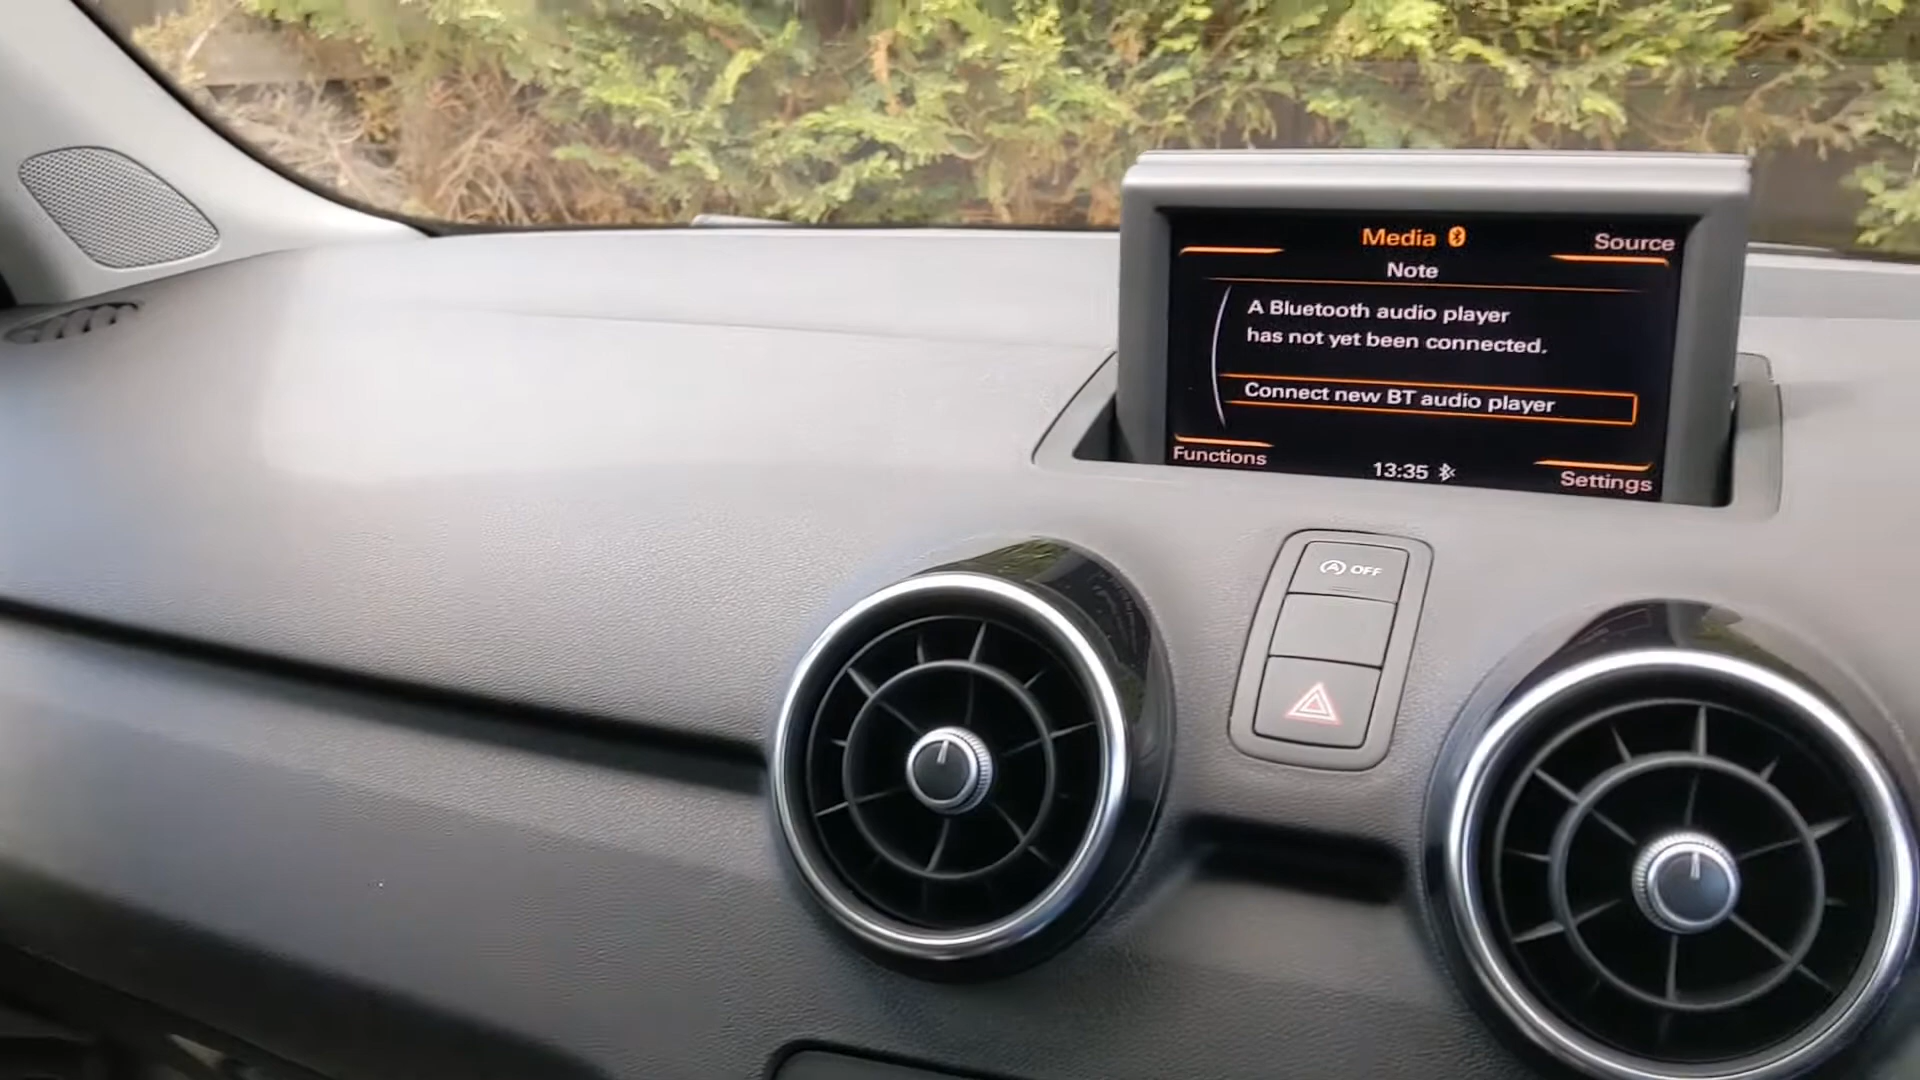 Media
Source
Note
A Bluetooth audio player
has not yet been connected.
Connect new BT audio player
Functions
13:35
Settings
A OFF